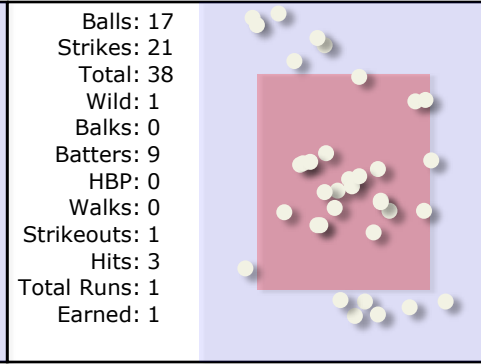 Balls: 17
Strikes: 21
Total: 38
Wild: 1
Balks: 0
Batters: 9
HBP: 0
Walks: 0
Strikeouts: 1
Hits: 3
Total Runs: 1
Earned: 1